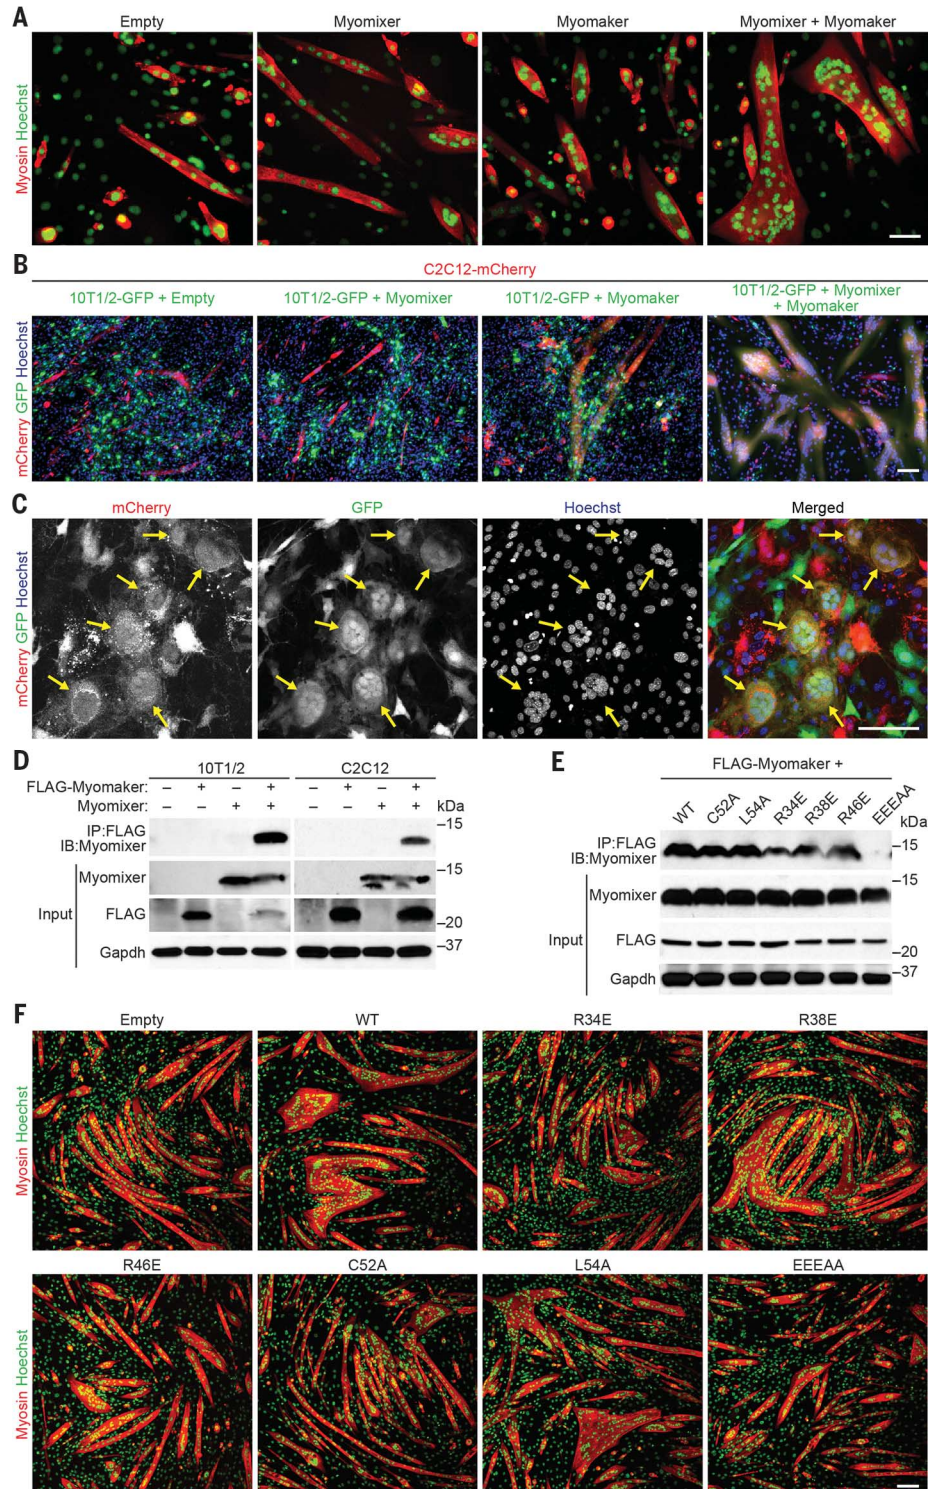 A
Empty
Myomixer
Myomaker
Myomixer + Myomaker
Myosin Hoechst
B
C2C12-mCherry
10T1/2-GFP + Empty
10T1/2-GFP + Myomixer
10T1/2-GFP + Myomaker
10T1/2-GFP + Myomixer
+ Myomaker
mCherry GFP Hoechst
C
mCherry
GFP
Hoechst
Merged
mCherry GFP Hoechst
D
10T1/2
C2C12
FLAG-Myomaker: – + – + – + – +
Myomixer: – – + + – – + + kDa
IP:FLAG
IB:Myomixer
–15
Myomixer
–15
Input
FLAG
–20
Gapdh
–37
E
FLAG-Myomaker +
WT C52A L54A R34E R38E R46E EEEAA
kDa
IP:FLAG
IB:Myomixer
–15
Myomixer
–15
Input
FLAG
–20
Gapdh
–37
F
Empty
WT
R34E
R38E
Myosin Hoechst
R46E
C52A
L54A
EEEAA
Myosin Hoechst